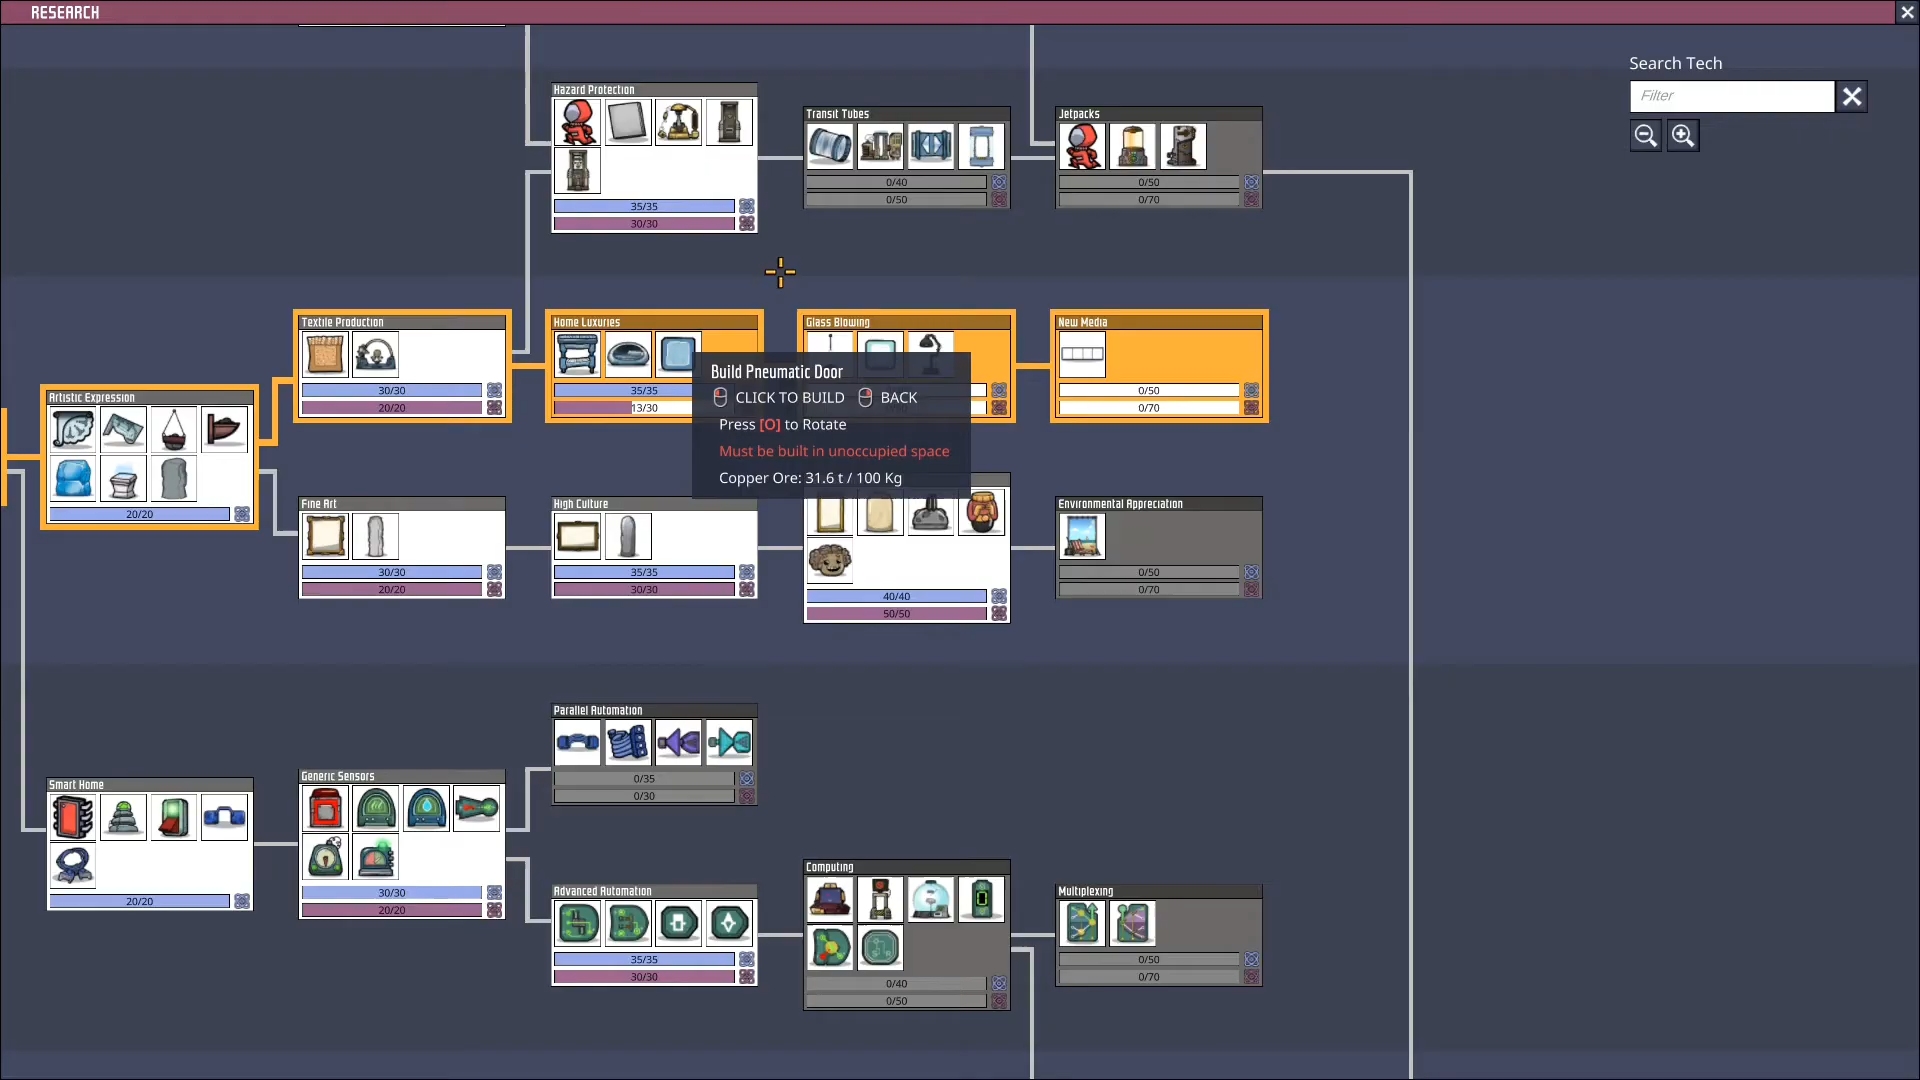 RESEARCH
Search Tech
Filter
Hazard Protection
35/35
30/30
Transit Tubes
0/40
0/50
Jetpacks
0/50
0/70
Artistic Expression
20/20
Textile Production
30/30
20/20
Home Luxuries
35/35
13/30
Glass Blowing
New Media
0/50
0/70
Build Pneumatic Door
CLICK TO BUILD BACK
Press [O] to Rotate
Must be built in unoccupied space
Copper Ore: 31.6 t / 100 Kg
Fine Art
30/30
20/20
High Culture
35/35
30/30
40/40
50/50
Environmental Appreciation
0/50
0/70
Smart Home
20/20
Generic Sensors
30/30
20/20
Parallel Automation
0/35
0/30
Advanced Automation
35/35
30/30
Computing
0/40
0/50
Multiplexing
0/50
0/70